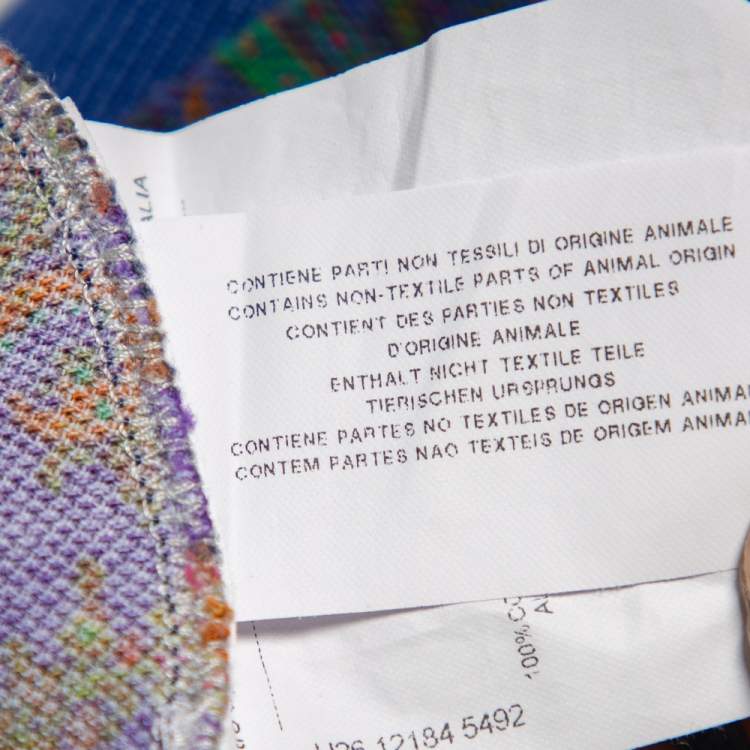 CONTIENE PARTI NON TESSILI DI ORIGINE ANIMALE
CONTAINS NON-TEXTILE PARTS OF ANIMAL ORIGIN
CONTIENT DES PARTIES NON TEXTILES
D'ORIGINE ANIMALE
ENTHALT NICHT TEXTILE TEILE
TIERISCHEN URSPRUNGS
CONTIENE PARTES NO TEXTILES DE ORIGEN ANIMA
CONTEM PARTES NAO TEXTEIS DE ORIGEM ANIMA
12184 5492